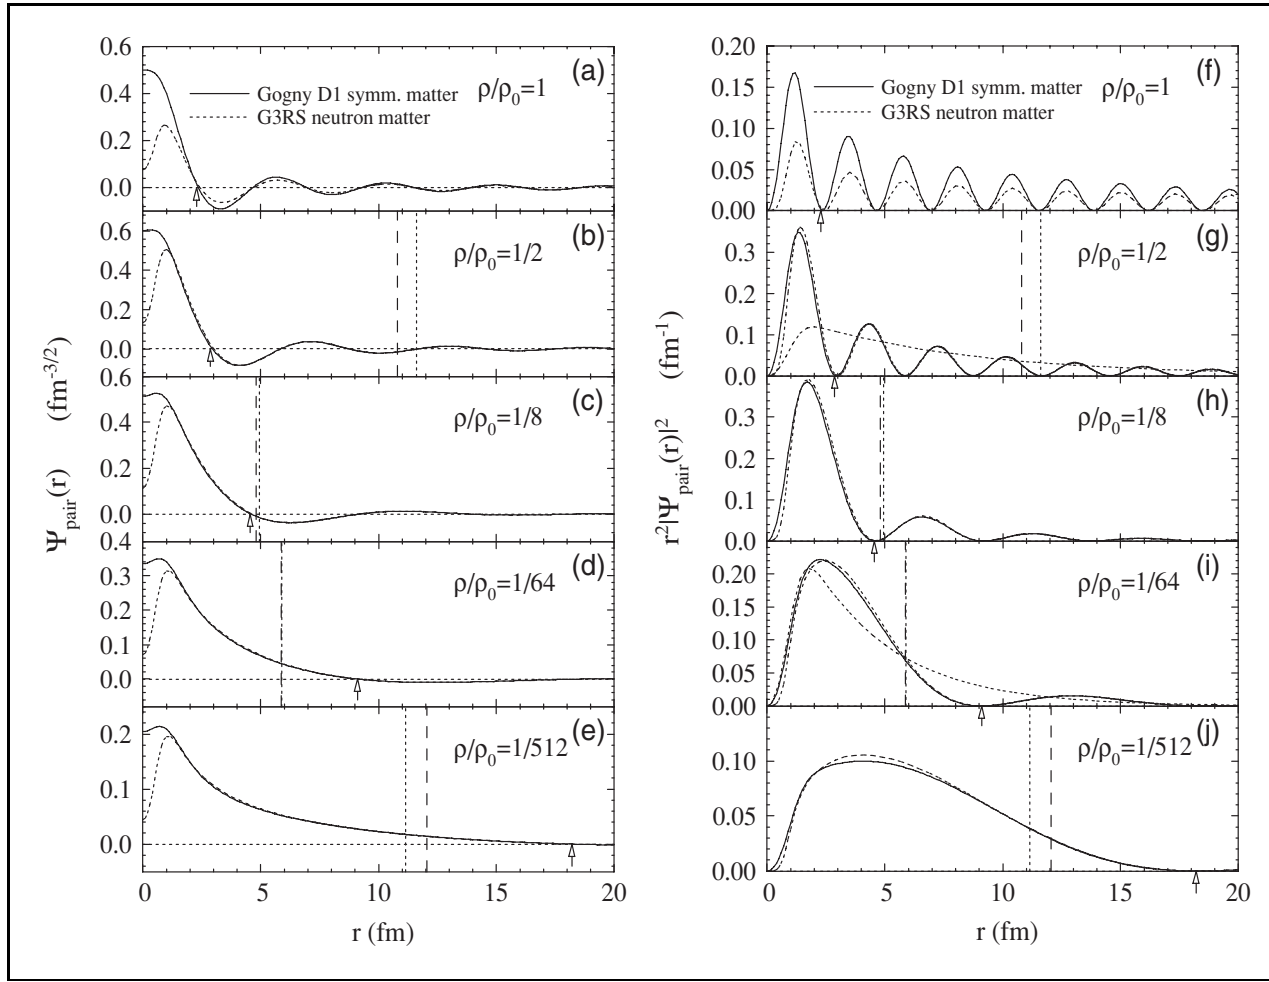 Ψpair(r) (fm-3/2)
0.6
0.4
0.2
0.0
(a)
Gogny D1 symm. matter
G3RS neutron matter
ρ/ρ0=1
0.6
0.4
0.2
0.0
(b)
ρ/ρ0=1/2
0.6
0.4
0.2
0.0
(c)
ρ/ρ0=1/8
0.4
0.3
0.2
0.1
0.0
(d)
ρ/ρ0=1/64
0.2
0.1
0.0
(e)
ρ/ρ0=1/512
0 5 10 15 20
r (fm)
r2|Ψpair(r)|2 (fm-1)
0.20
0.15
0.10
0.05
0.00
(f)
Gogny D1 symm. matter
G3RS neutron matter
ρ/ρ0=1
0.3
0.2
0.1
0.0
(g)
ρ/ρ0=1/2
0.3
0.2
0.1
0.0
(h)
ρ/ρ0=1/8
0.20
0.15
0.10
0.05
0.00
(i)
ρ/ρ0=1/64
0.10
0.05
0.00
(j)
ρ/ρ0=1/512
0 5 10 15 20
r (fm)